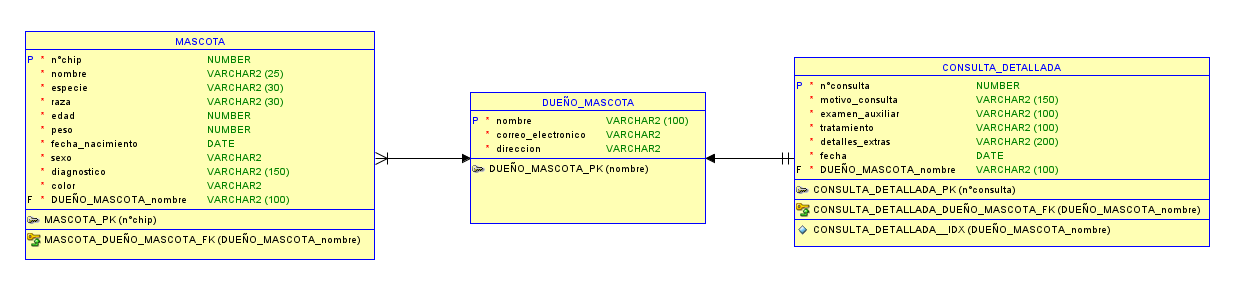 MASCOTA
P * n°chip NUMBER
* nombre VARCHAR2 (25)
* especie VARCHAR2 (30)
* raza VARCHAR2 (30)
* edad NUMBER
* peso NUMBER
* fecha_nacimiento DATE
* sexo VARCHAR2
* diagnostico VARCHAR2 (150)
* color VARCHAR2
F * DUEÑO_MASCOTA_nombre VARCHAR2 (100)
MASCOTA_PK (n°chip)
MASCOTA_DUEÑO_MASCOTA_FK (DUEÑO_MASCOTA_nombre)
DUEÑO_MASCOTA
P * nombre VARCHAR2 (100)
* correo_electronico VARCHAR2
* direccion VARCHAR2
DUEÑO_MASCOTA_PK (nombre)
CONSULTA_DETALLADA
P * n°consulta NUMBER
* motivo_consulta VARCHAR2 (150)
* examen_auxiliar VARCHAR2 (100)
* tratamiento VARCHAR2 (100)
* detalles_extras VARCHAR2 (200)
* fecha DATE
F * DUEÑO_MASCOTA_nombre VARCHAR2 (100)
CONSULTA_DETALLADA_PK (n°consulta)
CONSULTA_DETALLADA_DUEÑO_MASCOTA_FK (DUEÑO_MASCOTA_nombre)
CONSULTA_DETALLADA__IDX (DUEÑO_MASCOTA_nombre)